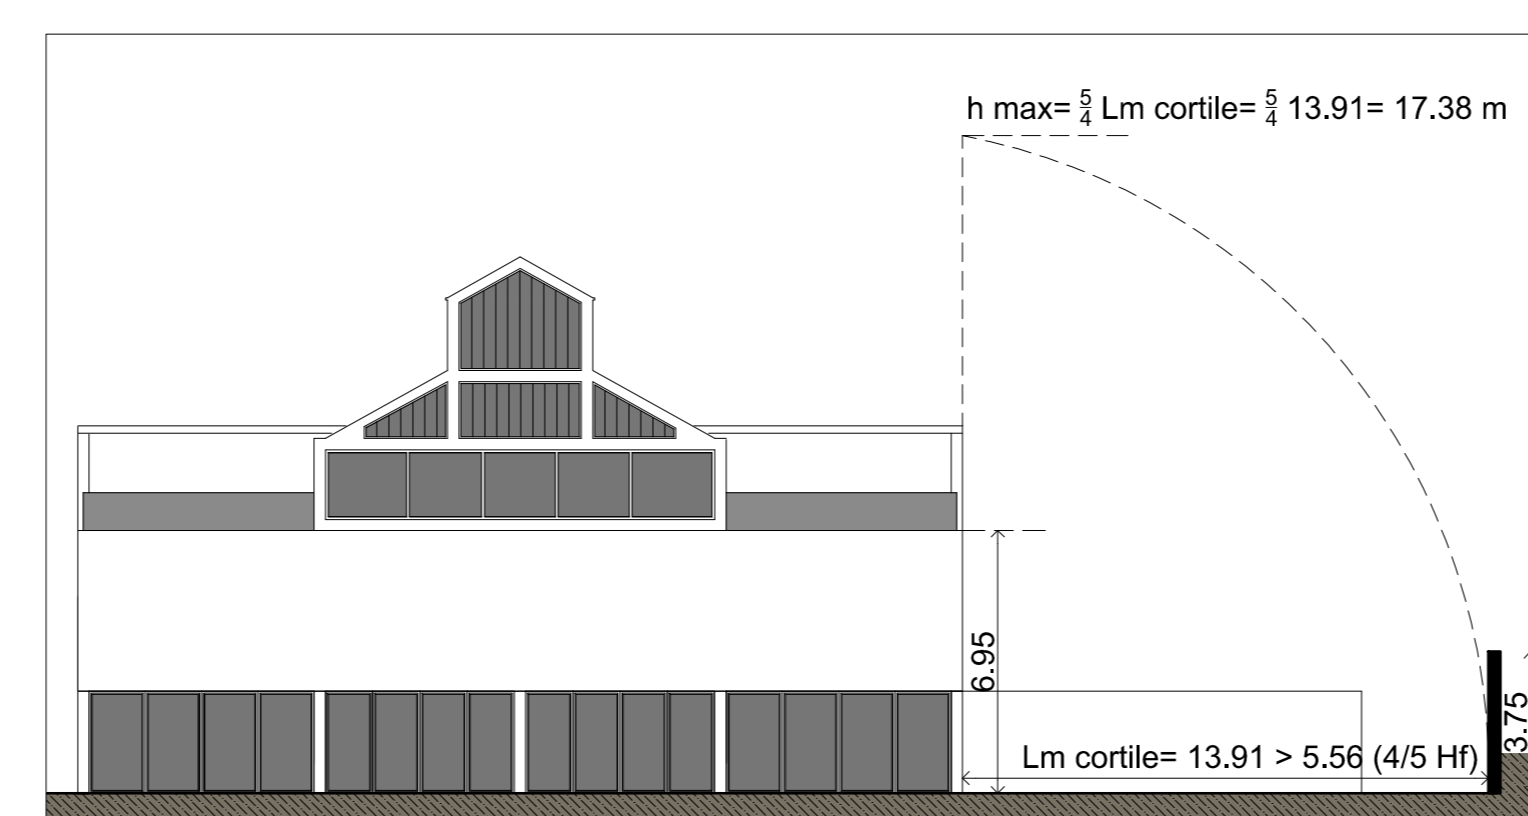 h max= 5/4 Lm cortile= 5/4 13.91= 17.38 m
6.95
3.75
Lm cortile= 13.91 > 5.56 (4/5 Hf)